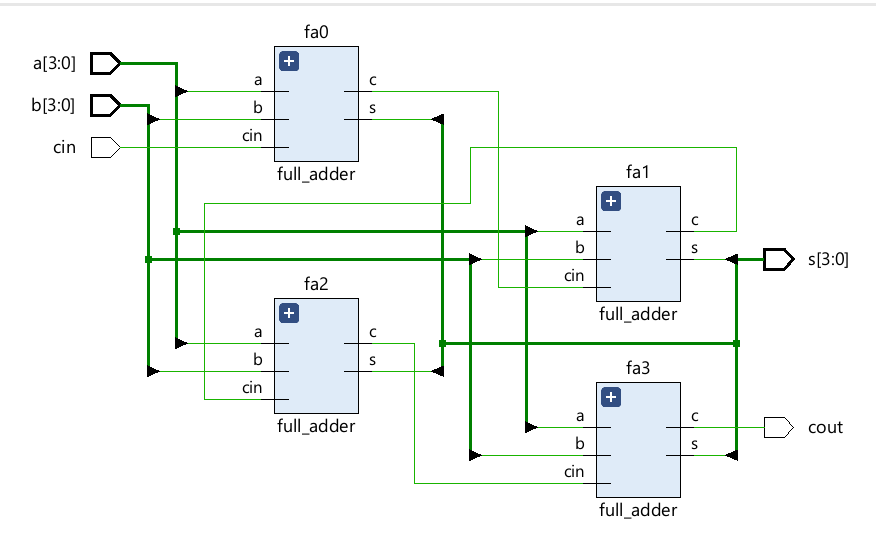 fa0
a[3:0]
b[3:0]
cin
a
b
cin
c
s
full_adder
fa1
a
b
cin
c
s
full_adder
s[3:0]
fa2
a
b
cin
c
s
full_adder
fa3
a
b
cin
c
s
full_adder
cout